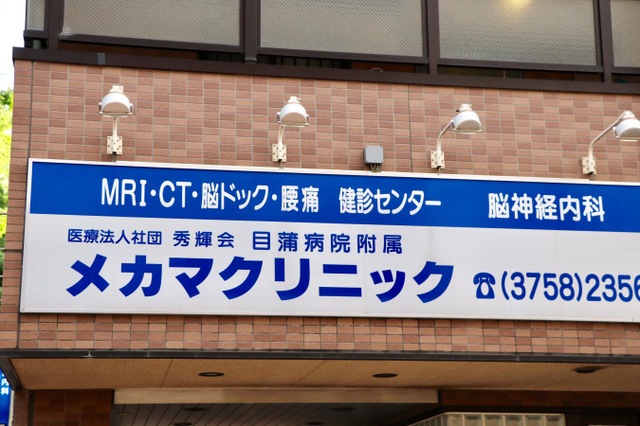 MRI・CT・脳ドック・腰痛 健診センター 脳神経内科
医療法人社団 秀輝会 目蒲病院附属
メカマクリニック ☎(3758)2356